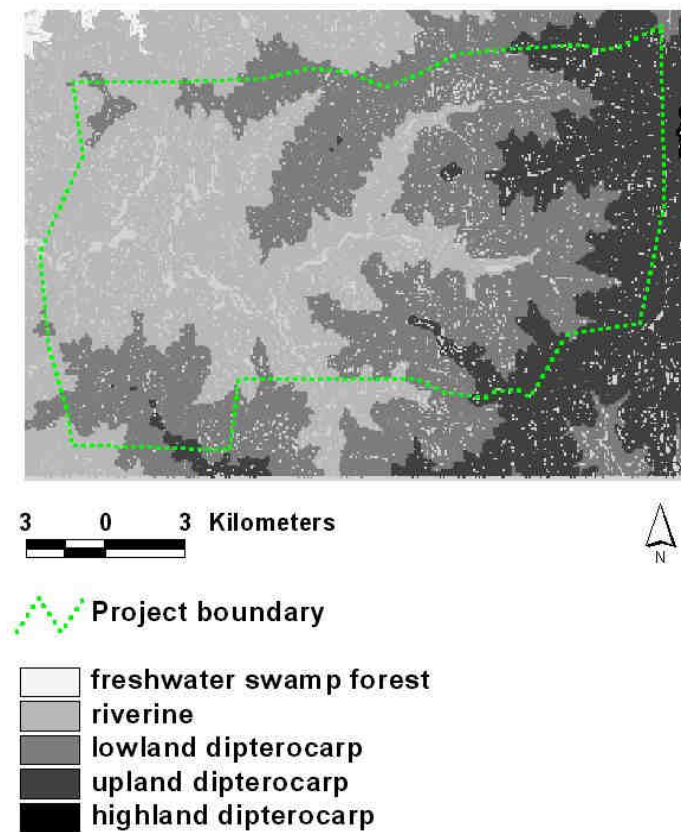 3 0 3 Kilometers
N
Project boundary
freshwater swamp forest
riverine
lowland dipterocarp
upland dipterocarp
highland dipterocarp